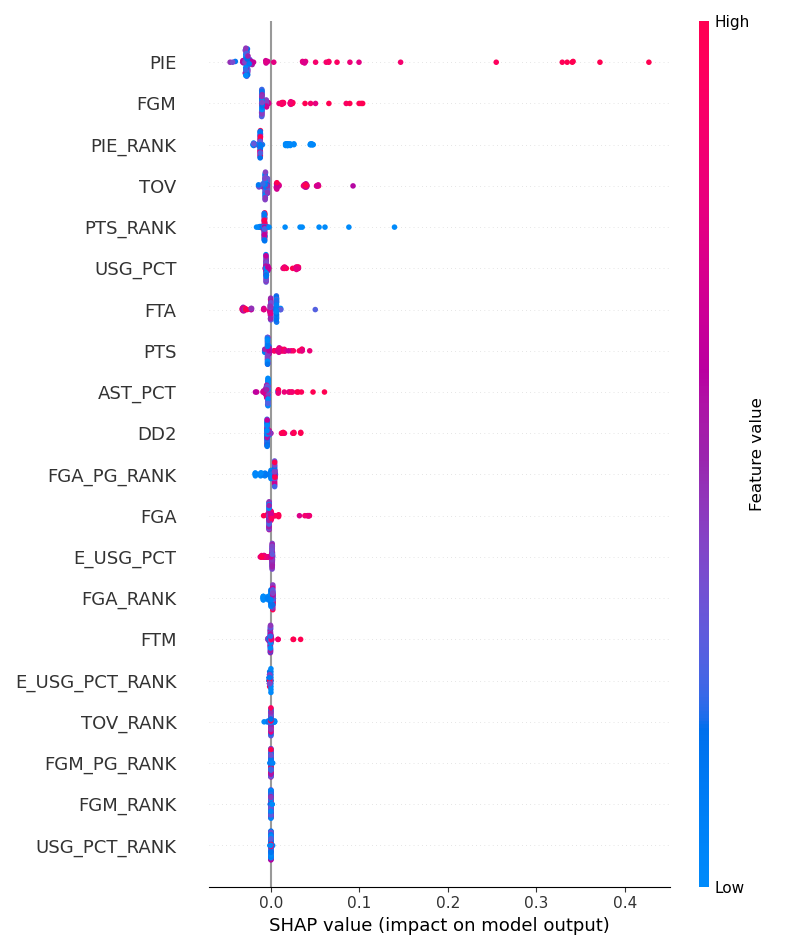 High
PIE
FGM
PIE_RANK
TOV
PTS_RANK
USG_PCT
FTA
PTS
AST_PCT
DD2
FGA_PG_RANK
FGA
E_USG_PCT
FGA_RANK
FTM
E_USG_PCT_RANK
TOV_RANK
FGM_PG_RANK
FGM_RANK
USG_PCT_RANK
Feature value
Low
0.0 0.1 0.2 0.3 0.4
SHAP value (impact on model output)